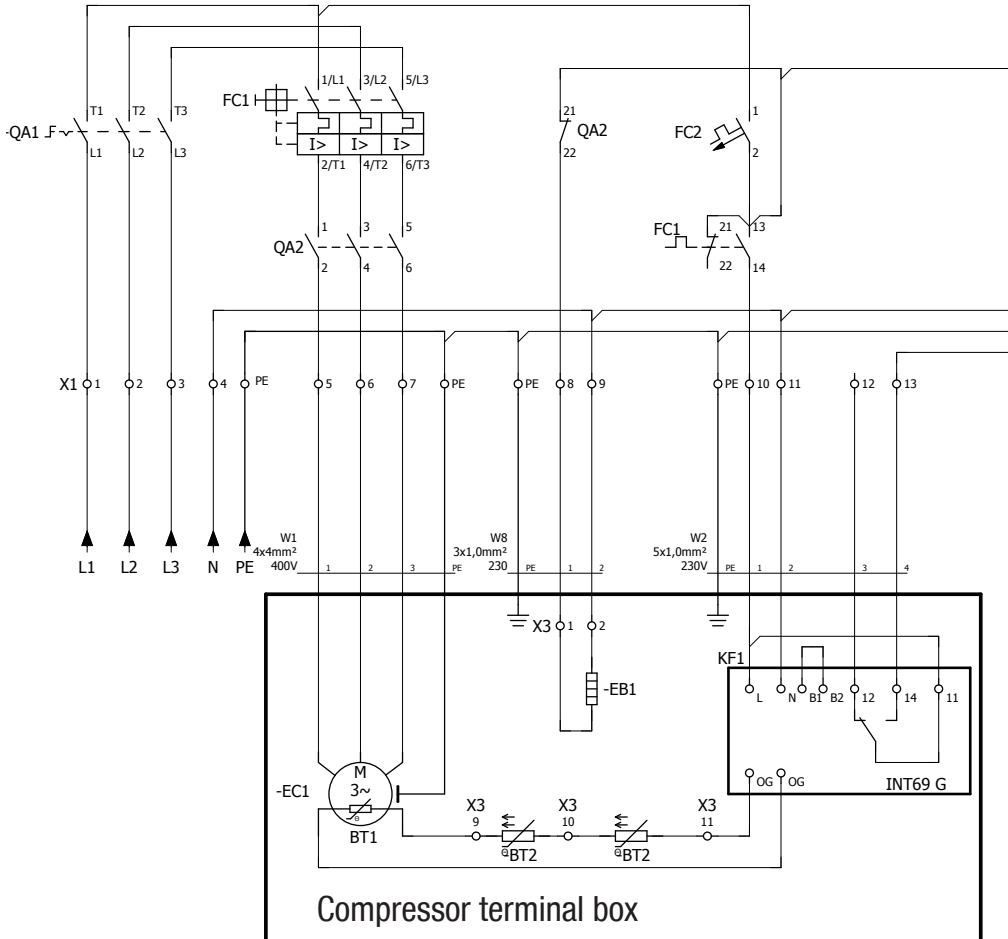 1/L1 3/L2 5/L3
FC1
T1 T2 T3
-QA1
L1 L2 L3
I> I> I>
2/T1 4/T2 6/T3
21
QA2
22
1
FC2
2
1 3 5
QA2
2 4 6
21 13
FC1
22 14
X1 1 2 3 4 PE 5 6 7 PE PE 8 9 PE 10 11 12 13
L1 L2 L3 N PE
W1
4x4mm²
400V 1 2 3 PE
W8
3x1,0mm²
230 PE 1 2
W2
5x1,0mm²
230V PE 1 2 3 4
X3 1 2
KF1
-EB1
L N B1 B2 12 14 11
M
3~
-EC1
BT1
OG OG
INT69 G
X3 X3 X3
9 10 11
Θ
ΘBT2 ΘBT2
Compressor terminal box